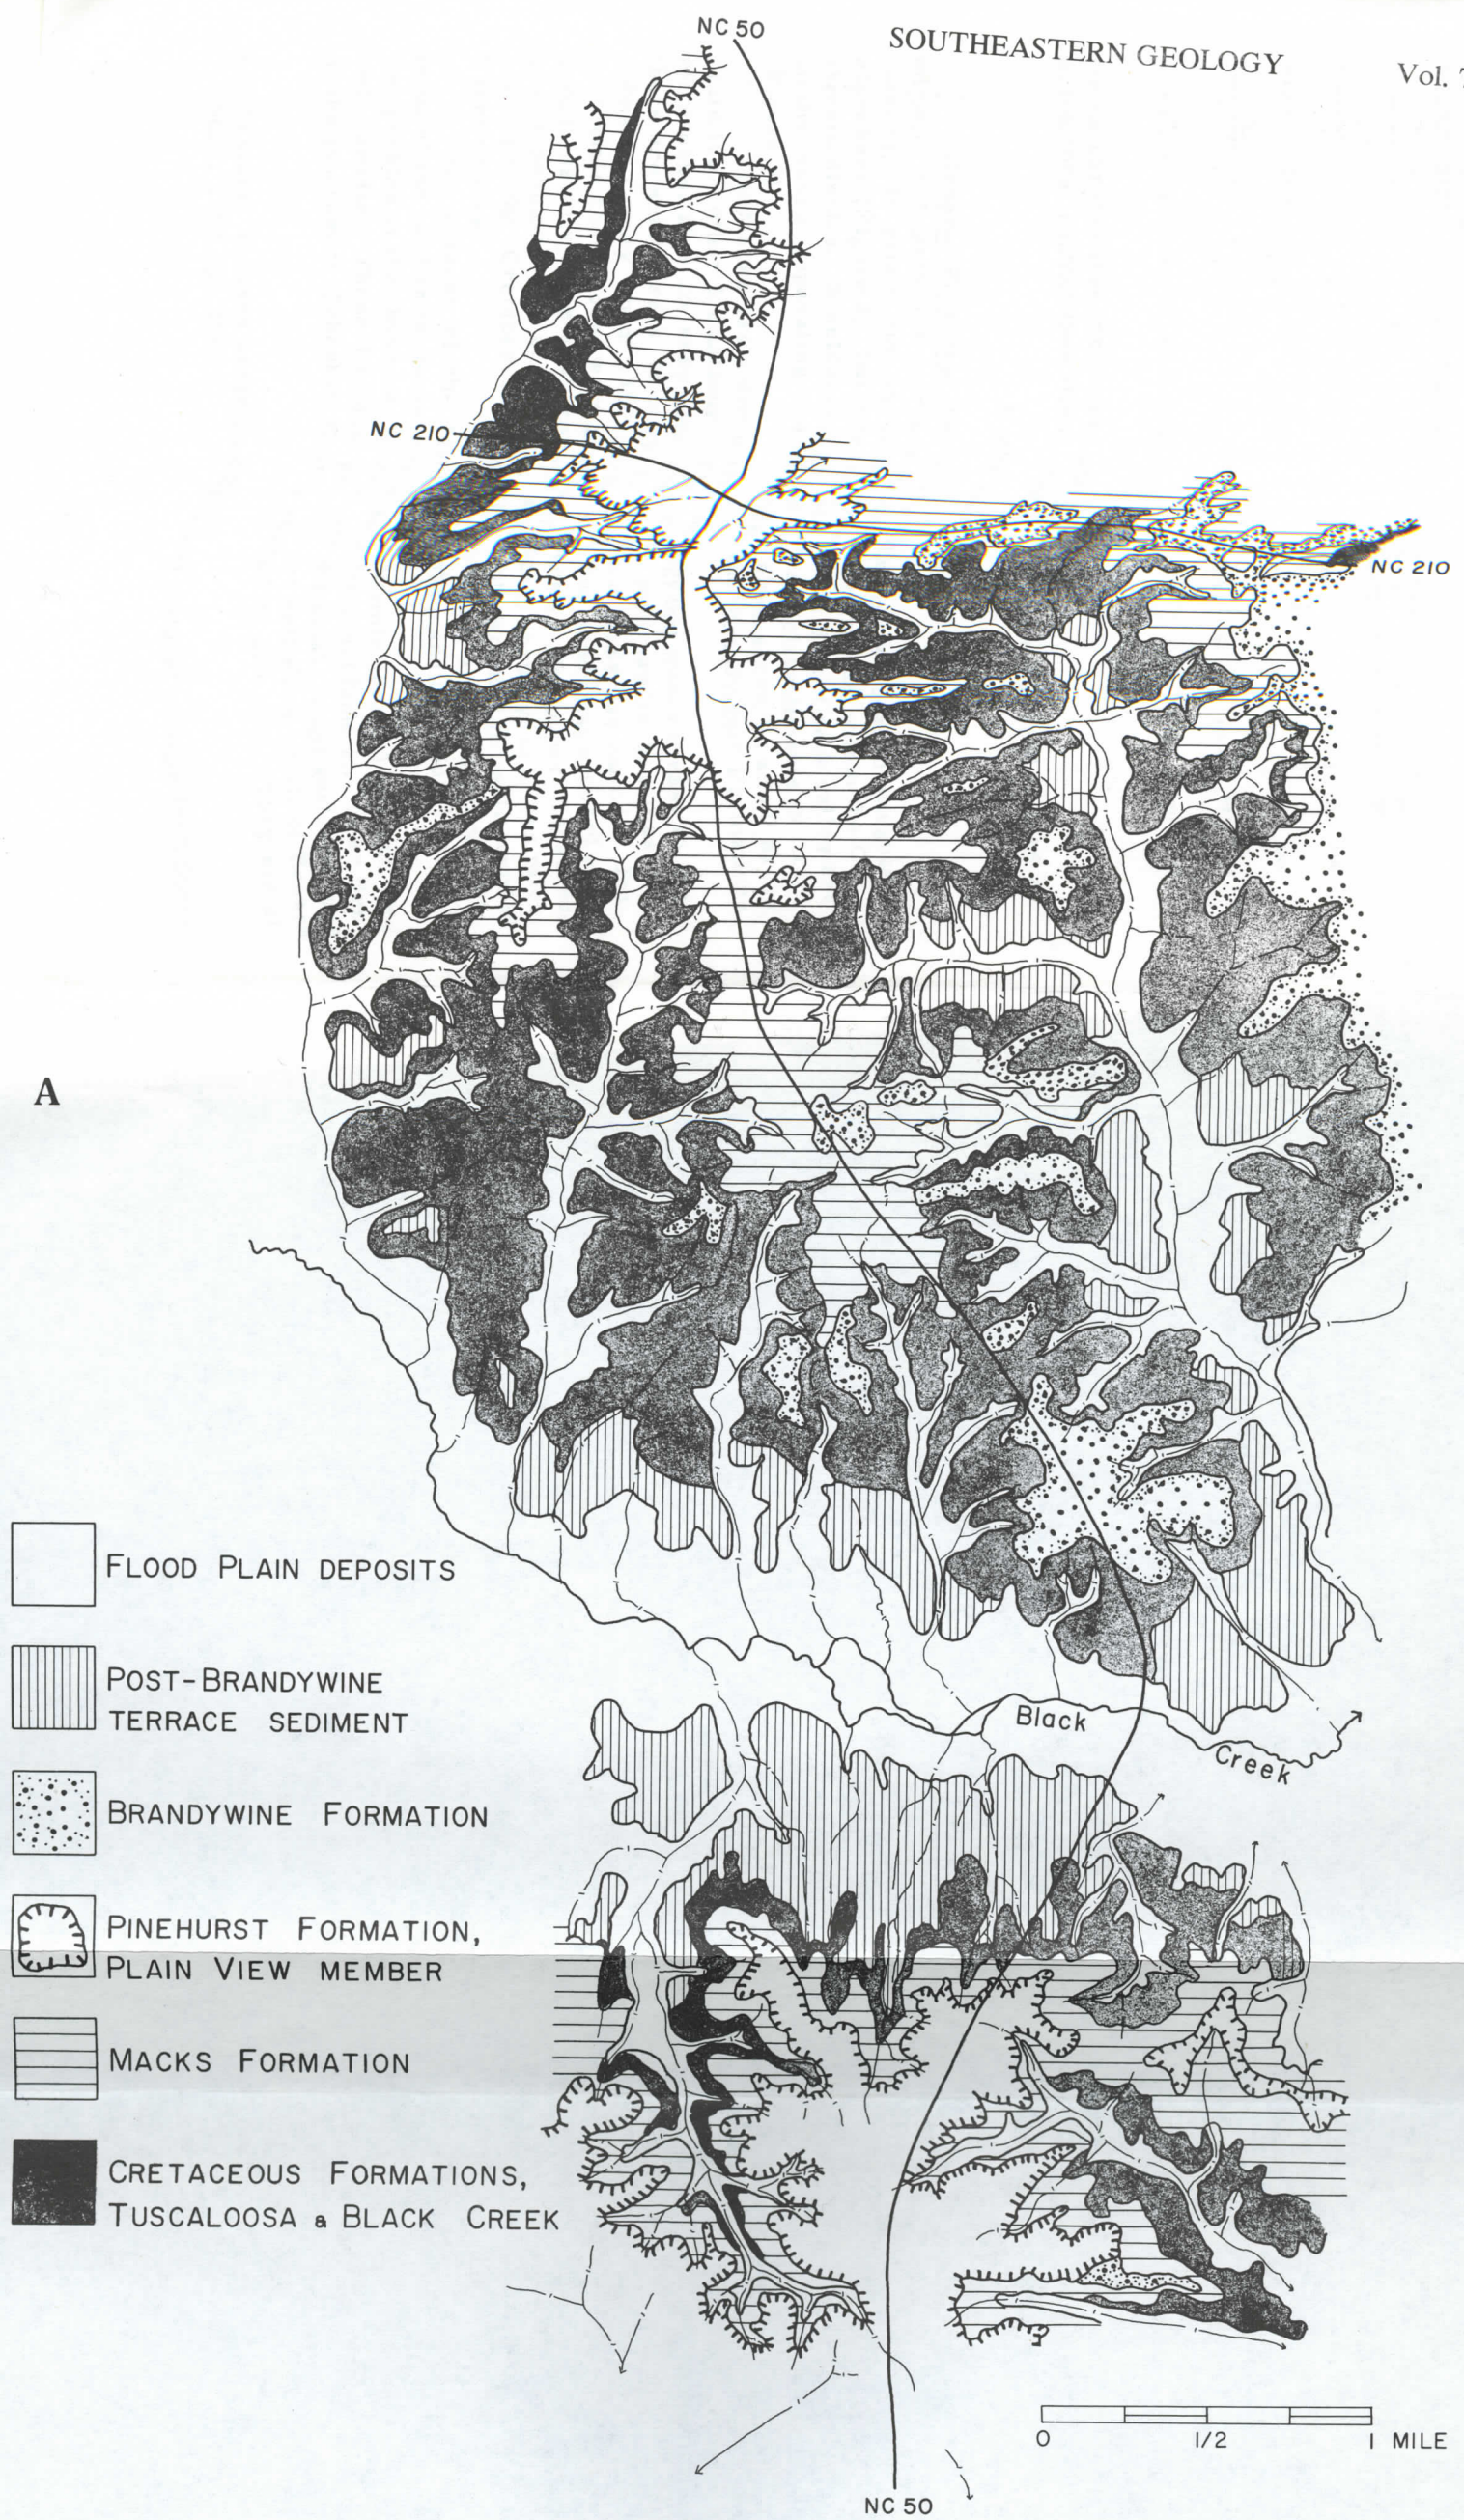 NC 50
SOUTHEASTERN GEOLOGY
Vol. 7
NC 210
NC 210
A
FLOOD PLAIN DEPOSITS
POST-BRANDYWINE
TERRACE SEDIMENT
BRANDYWINE FORMATION
PINEHURST FORMATION,
PLAIN VIEW MEMBER
MACKS FORMATION
CRETACEOUS FORMATIONS,
TUSCALOOSA & BLACK CREEK
Black
Creek
0 1/2 1 MILE
NC 50